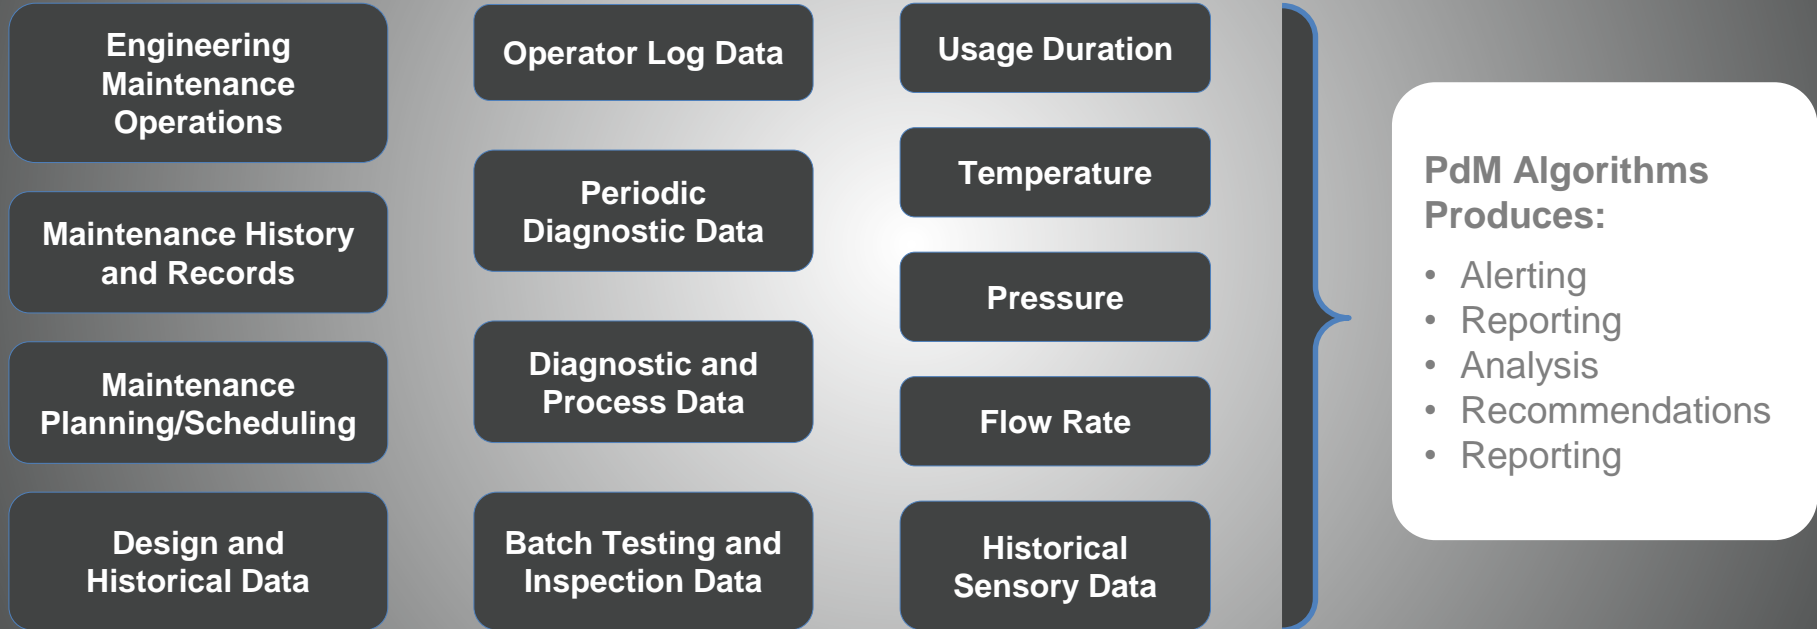 Engineering
Maintenance
Operations
Maintenance History
and Records
Maintenance
Planning/Scheduling
Design and
Historical Data
Operator Log Data
Periodic
Diagnostic Data
Diagnostic and
Process Data
Batch Testing and
Inspection Data
Usage Duration
Temperature
Pressure
Flow Rate
Historical
Sensory Data
PdM Algorithms
Produces:
• Alerting
• Reporting
• Analysis
• Recommendations
• Reporting